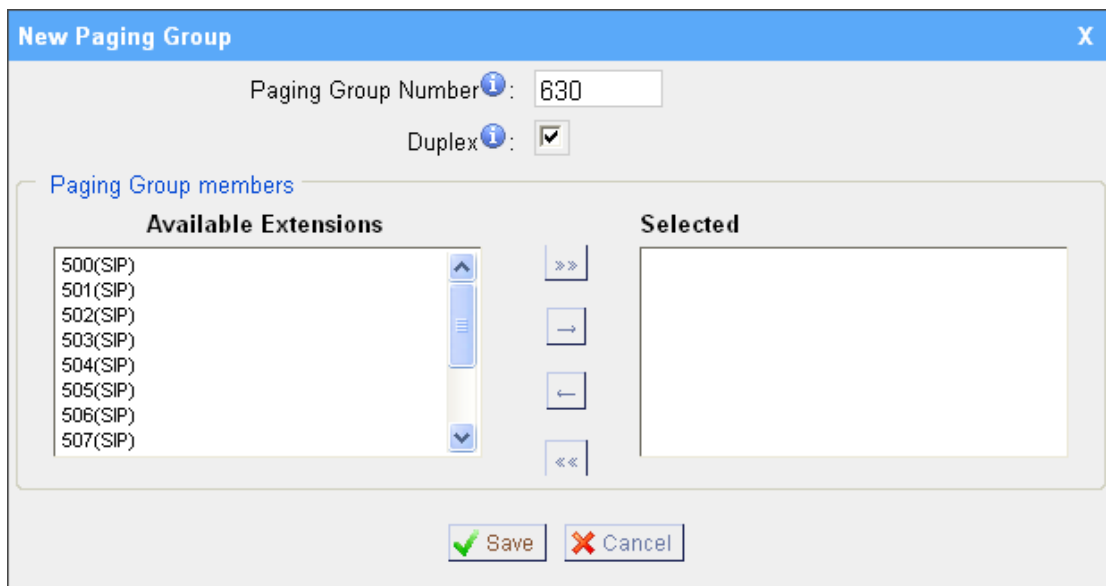 New Paging Group X
Paging Group Number i : 630
Duplex i :
Paging Group members
Available Extensions
Selected
500(SIP)
501(SIP)
502(SIP)
503(SIP)
504(SIP)
505(SIP)
506(SIP)
507(SIP)
»»
→
←
««
Save
Cancel